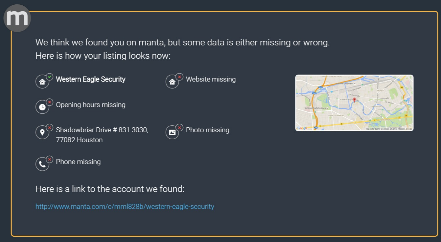 m
We think we found you on manta, but some data is either missing or wrong.
Here is how your listing looks now:
Western Eagle Security
Website missing
Opening hours missing
Shadowbriar Drive # 831 3030,
77082 Houston
Photo missing
Phone missing
Here is a link to the account we found:
http://www.manta.com/c/mml828b/western-eagle-security